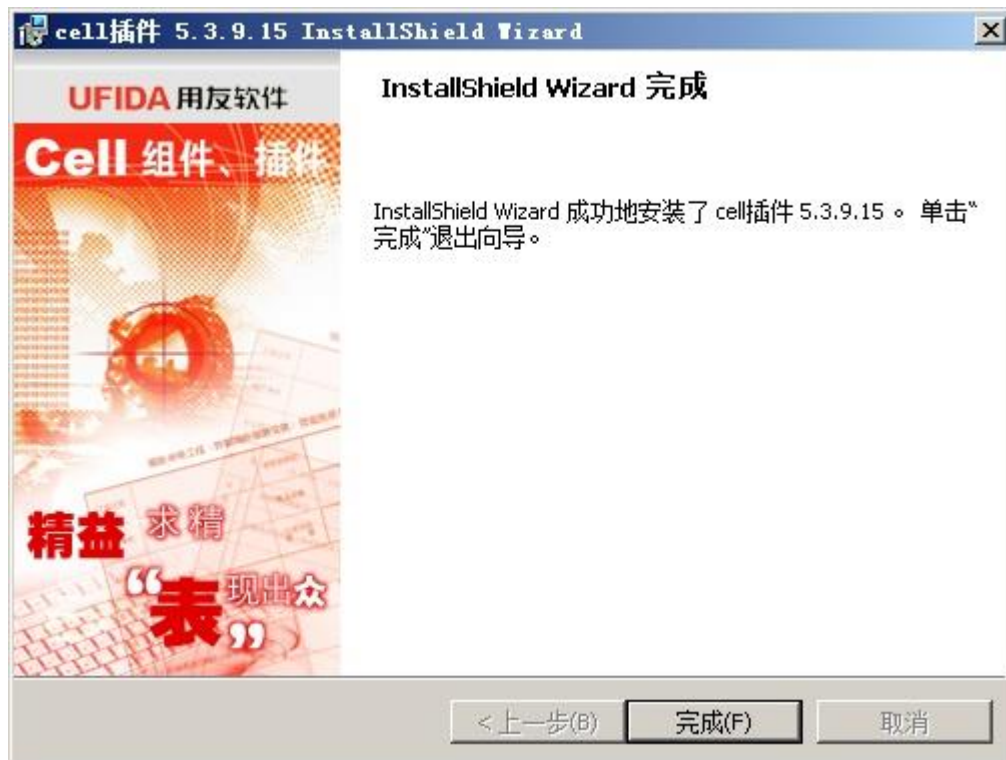 cell插件 5.3.9.15 InstallShield Wizard
UFIDA 用友软件
Cell 组件、插件
精益 求精
“表现出众”
InstallShield Wizard 完成
InstallShield Wizard 成功地安装了 cell插件 5.3.9.15 。 单击“
完成”退出向导。
<上一步(B)
完成(F)
取消